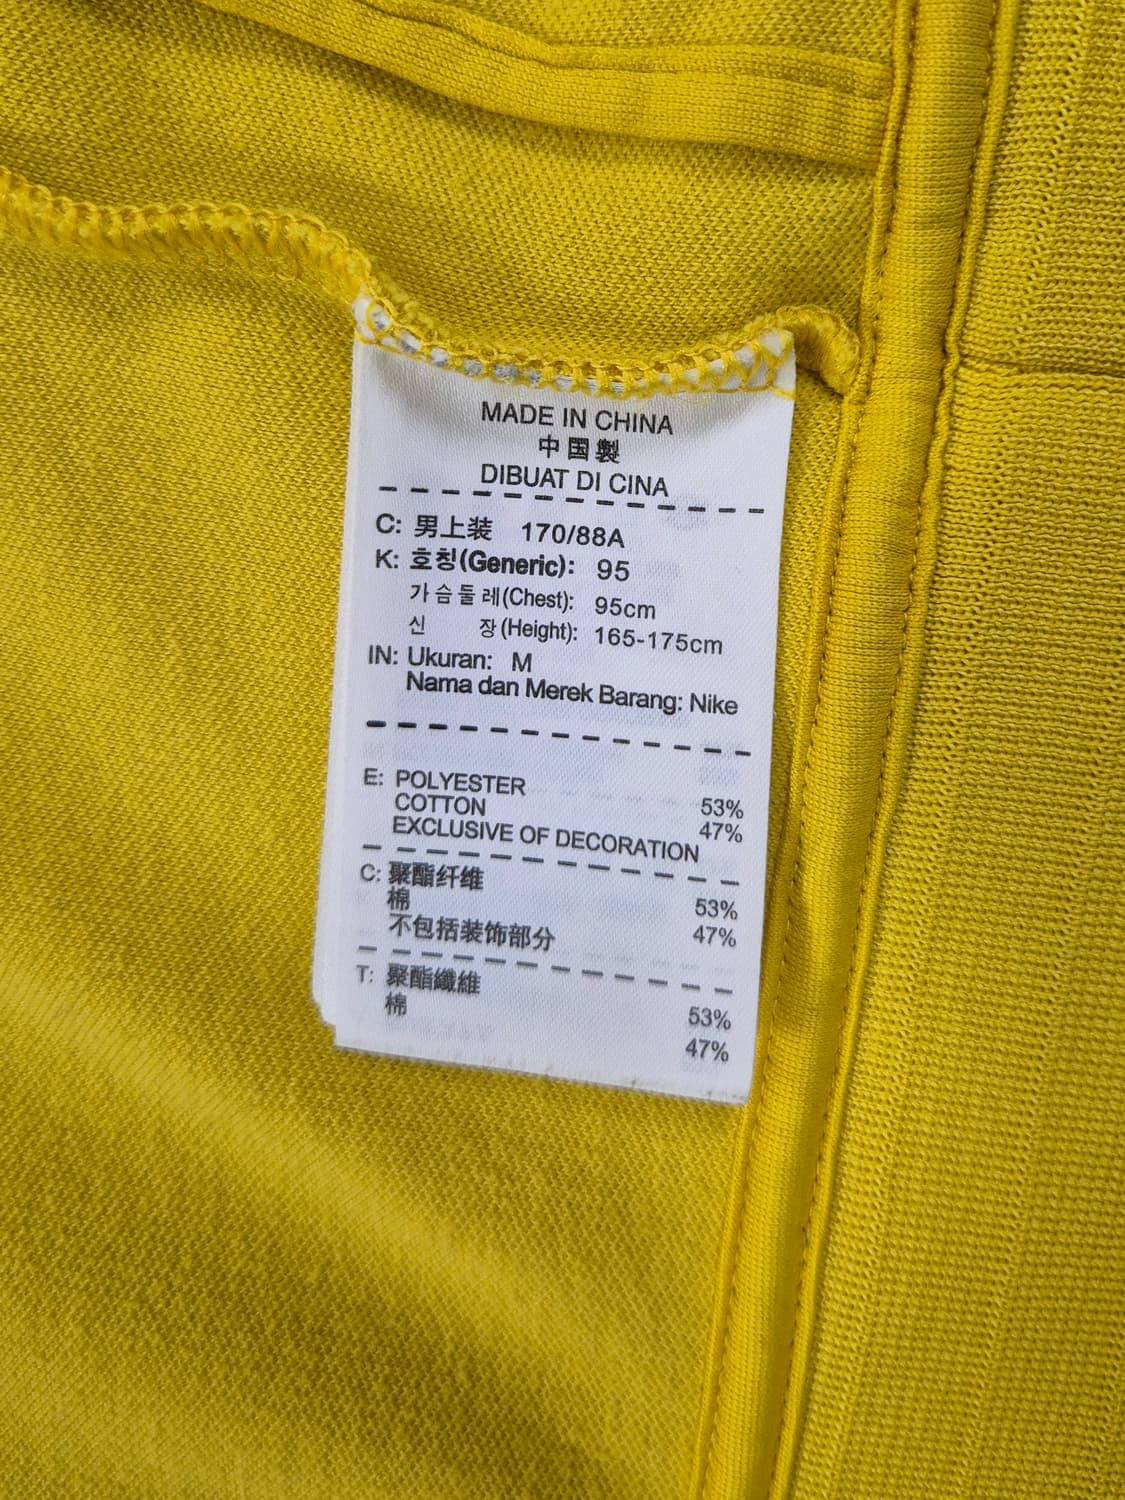 MADE IN CHINA
中国製
DIBUAT DI CINA
C: 男上装 170/88A
K: 호칭(Generic): 95
가슴둘레(Chest): 95cm
신 장(Height): 165-175cm
IN: Ukuran: M
Nama dan Merek Barang: Nike
E: POLYESTER 53%
COTTON 47%
EXCLUSIVE OF DECORATION
C: 聚酯纤维 53%
棉 47%
不包括装饰部分
T: 聚酯纖維 53%
棉 47%